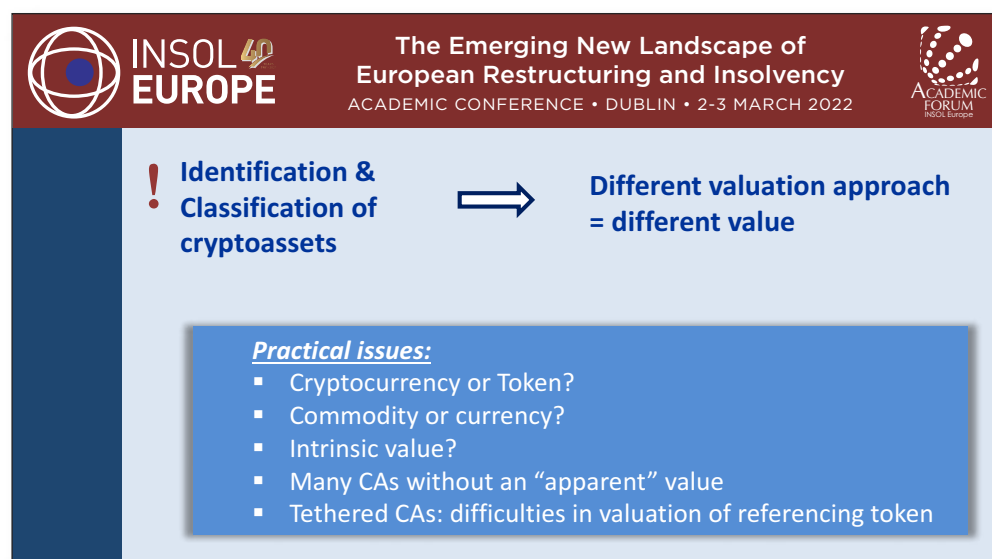 INSOL 40
EUROPE
The Emerging New Landscape of
European Restructuring and Insolvency
ACADEMIC CONFERENCE • DUBLIN • 2-3 MARCH 2022
ACADEMIC
FORUM
INSOL Europe
! Identification &
Classification of
cryptoassets
Different valuation approach
= different value
Practical issues:
▪ Cryptocurrency or Token?
▪ Commodity or currency?
▪ Intrinsic value?
▪ Many CAs without an “apparent” value
▪ Tethered CAs: difficulties in valuation of referencing token